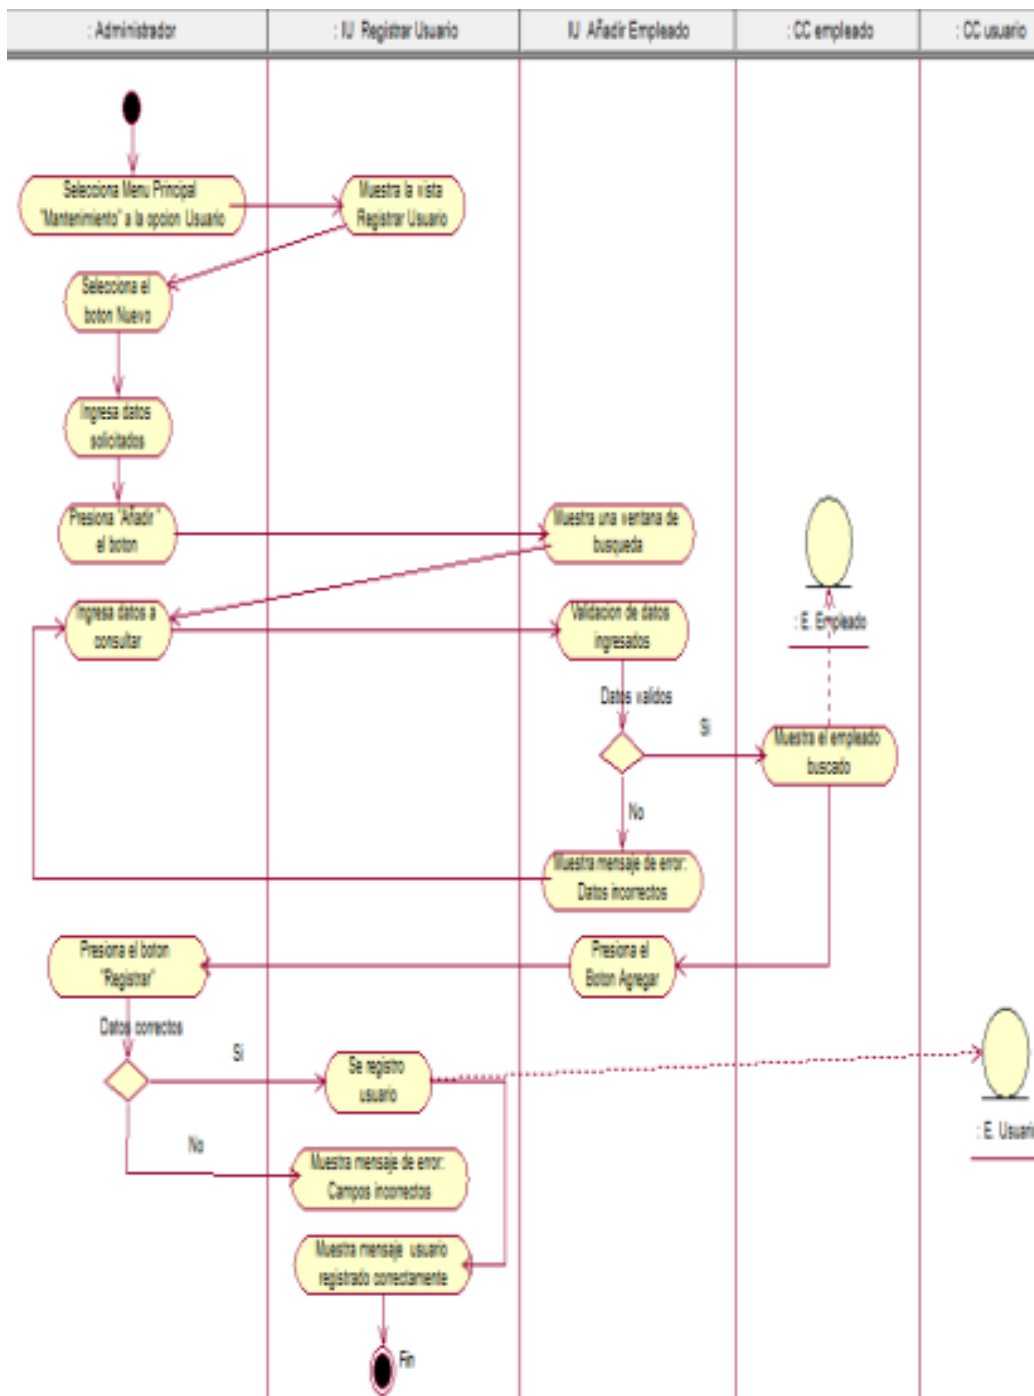 : Administrador
: IU Registrar Usuario
IU Añadir Empleado
: CC empleado
: CC usuario
Selecciona Menu Principal
"Mantenimiento" a la opcion Usuario
Muestra la vista
Registrar Usuario
Selecciona el
boton Nuevo
Ingresa datos
solicitados
Presiona "Añadir "
el boton
Muestra una ventana de
busqueda
Ingresa datos a
consultar
Validacion de datos
ingresados
: E. Empleado
Datos validos
Si
Muestra el empleado
buscado
No
Muestra mensaje de error:
Datos incorrectos
Presiona el boton
"Registrar"
Presiona el
Boton Agregar
Datos correctos
Si
Se registro
usuario
: E. Usuario
No
Muestra mensaje de error:
Campos incorrectos
Muestra mensaje usuario
registrado correctamente
Fin